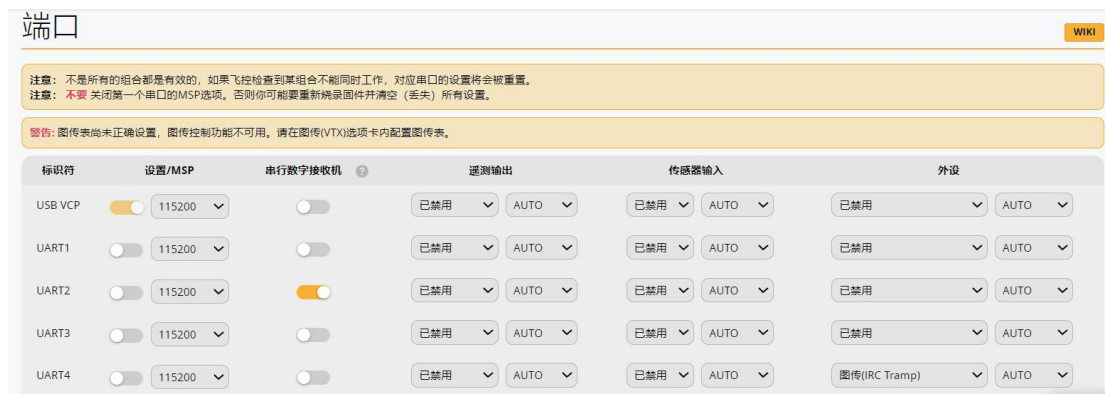 端口
WIKI
注意： 不是所有的组合都是有效的，如果飞控检查到某组合不能同时工作，对应串口的设置将会被重置。
注意： 不要 关闭第一个串口的MSP选项。否则你可能要重新烧录固件并清空（丢失）所有设置。
警告: 图传表尚未正确设置，图传控制功能不可用。请在图传(VTX)选项卡内配置图传表。
标识符 设置/MSP 串行数字接收机 ? 遥测输出 传感器输入 外设
USB VCP 115200 已禁用 AUTO 已禁用 AUTO 已禁用 AUTO
UART1 115200 已禁用 AUTO 已禁用 AUTO 已禁用 AUTO
UART2 115200 已禁用 AUTO 已禁用 AUTO 已禁用 AUTO
UART3 115200 已禁用 AUTO 已禁用 AUTO 已禁用 AUTO
UART4 115200 已禁用 AUTO 已禁用 AUTO 图传(IRC Tramp) AUTO